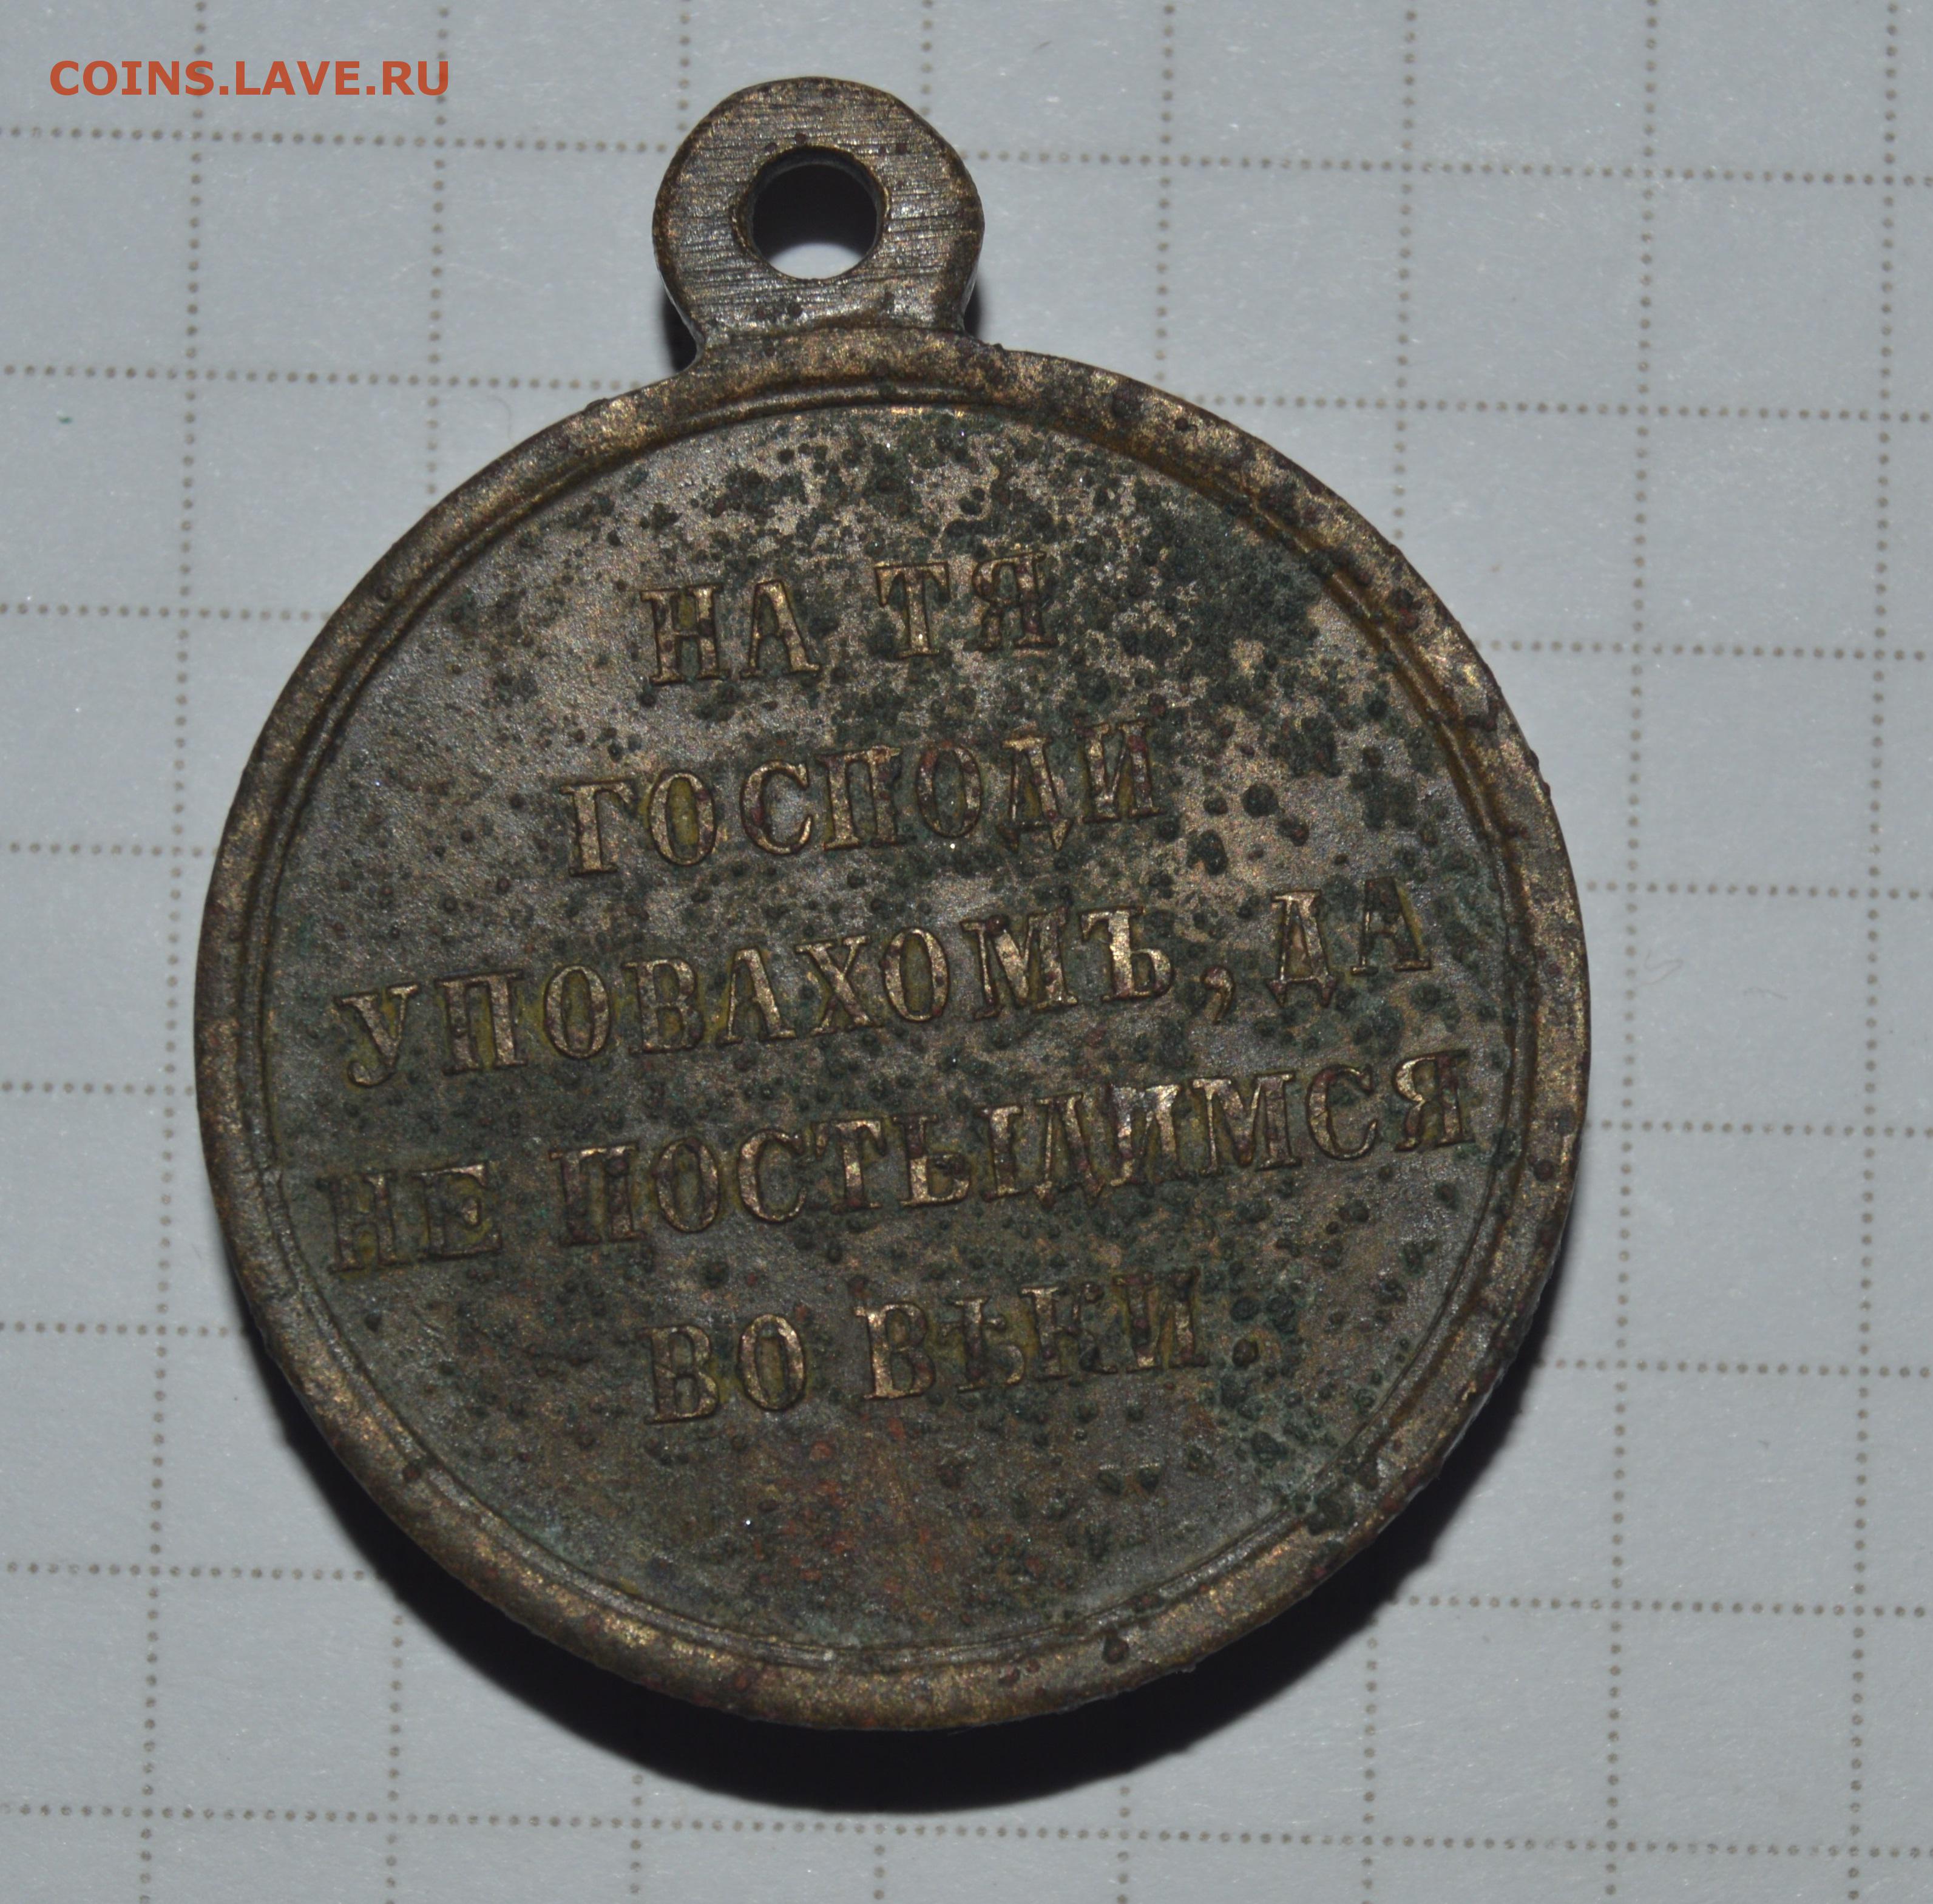 COINS.LAVE.RU
НА ТЯ
ГОСПОДИ
УПОВАХОМЪ, ДА
НЕ ПОСТЫДИМСЯ
ВО ВѢКИ.